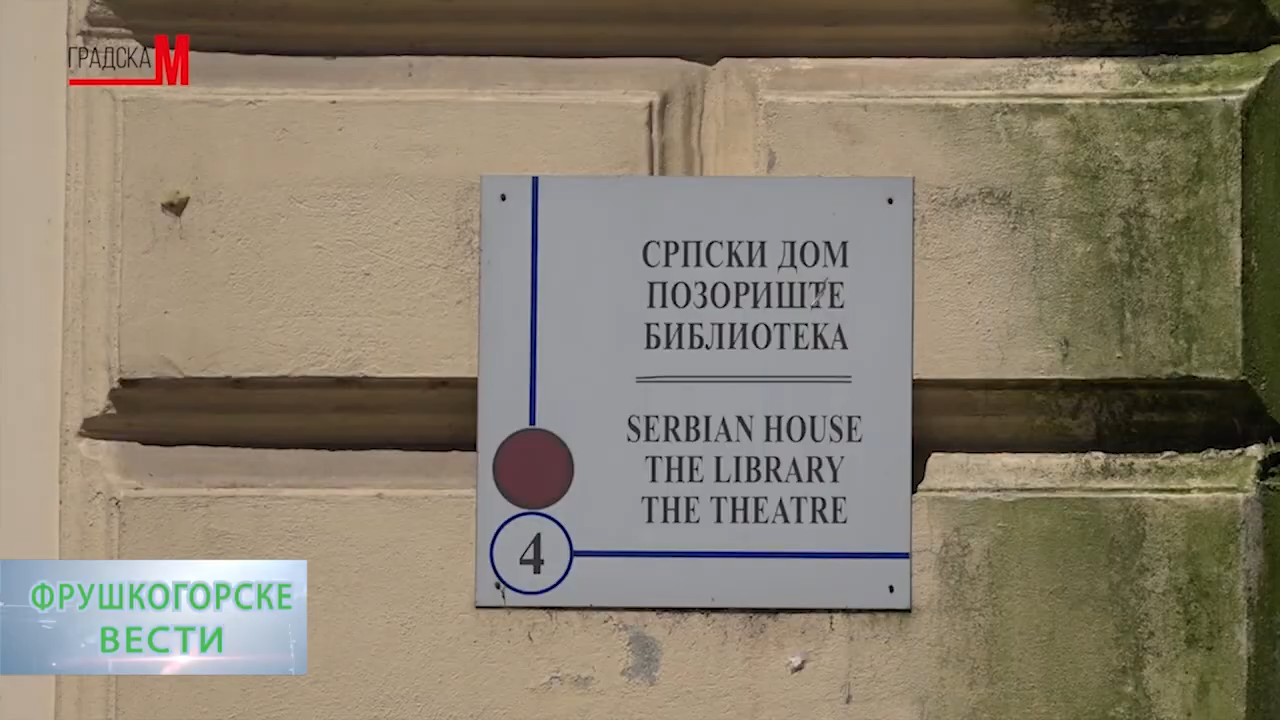 ГРАДСКА М
СРПСКИ ДОМ
ПОЗОРИШТЕ
БИБЛИОТЕКА
SERBIAN HOUSE
THE LIBRARY
THE THEATRE
4
ФРУШКОГОРСКЕ
ВЕСТИ